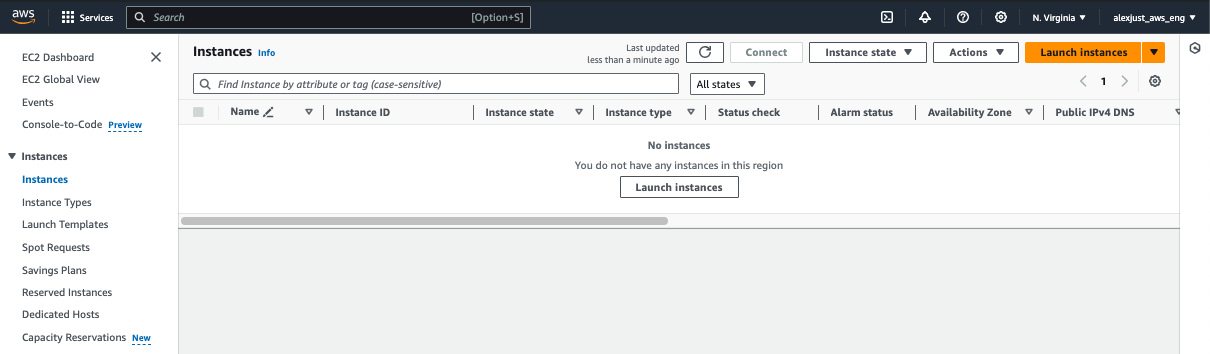 aws
Services
Search [Option+S]
N. Virginia
alexjust_aws_eng
EC2 Dashboard
EC2 Global View
Events
Console-to-Code Preview
Instances
Instances
Instance Types
Launch Templates
Spot Requests
Savings Plans
Reserved Instances
Dedicated Hosts
Capacity Reservations New
Instances Info
Last updated
less than a minute ago
Connect
Instance state
Actions
Launch instances
Find Instance by attribute or tag (case-sensitive)
All states
1
Name Instance ID Instance state Instance type Status check Alarm status Availability Zone Public IPv4 DNS
No instances
You do not have any instances in this region
Launch instances